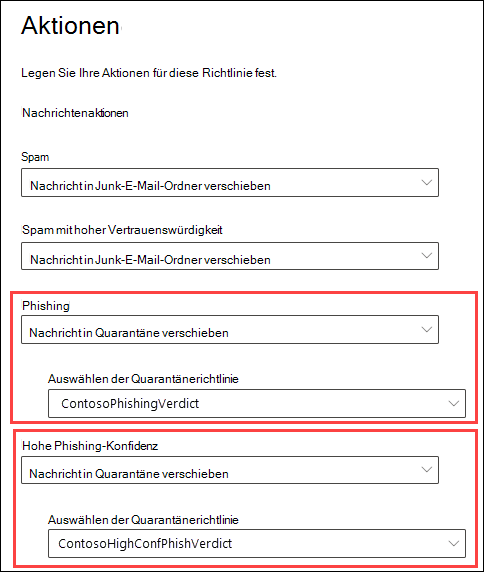 Aktionen
Legen Sie Ihre Aktionen für diese Richtlinie fest.
Nachrichtenaktionen
Spam
Nachricht in Junk-E-Mail-Ordner verschieben
Spam mit hoher Vertrauenswürdigkeit
Nachricht in Junk-E-Mail-Ordner verschieben
Phishing
Nachricht in Quarantäne verschieben
Auswählen der Quarantänerichtlinie
ContosoPhishingVerdict
Hohe Phishing-Konfidenz
Nachricht in Quarantäne verschieben
Auswählen der Quarantänerichtlinie
ContosoHighConfPhishVerdict